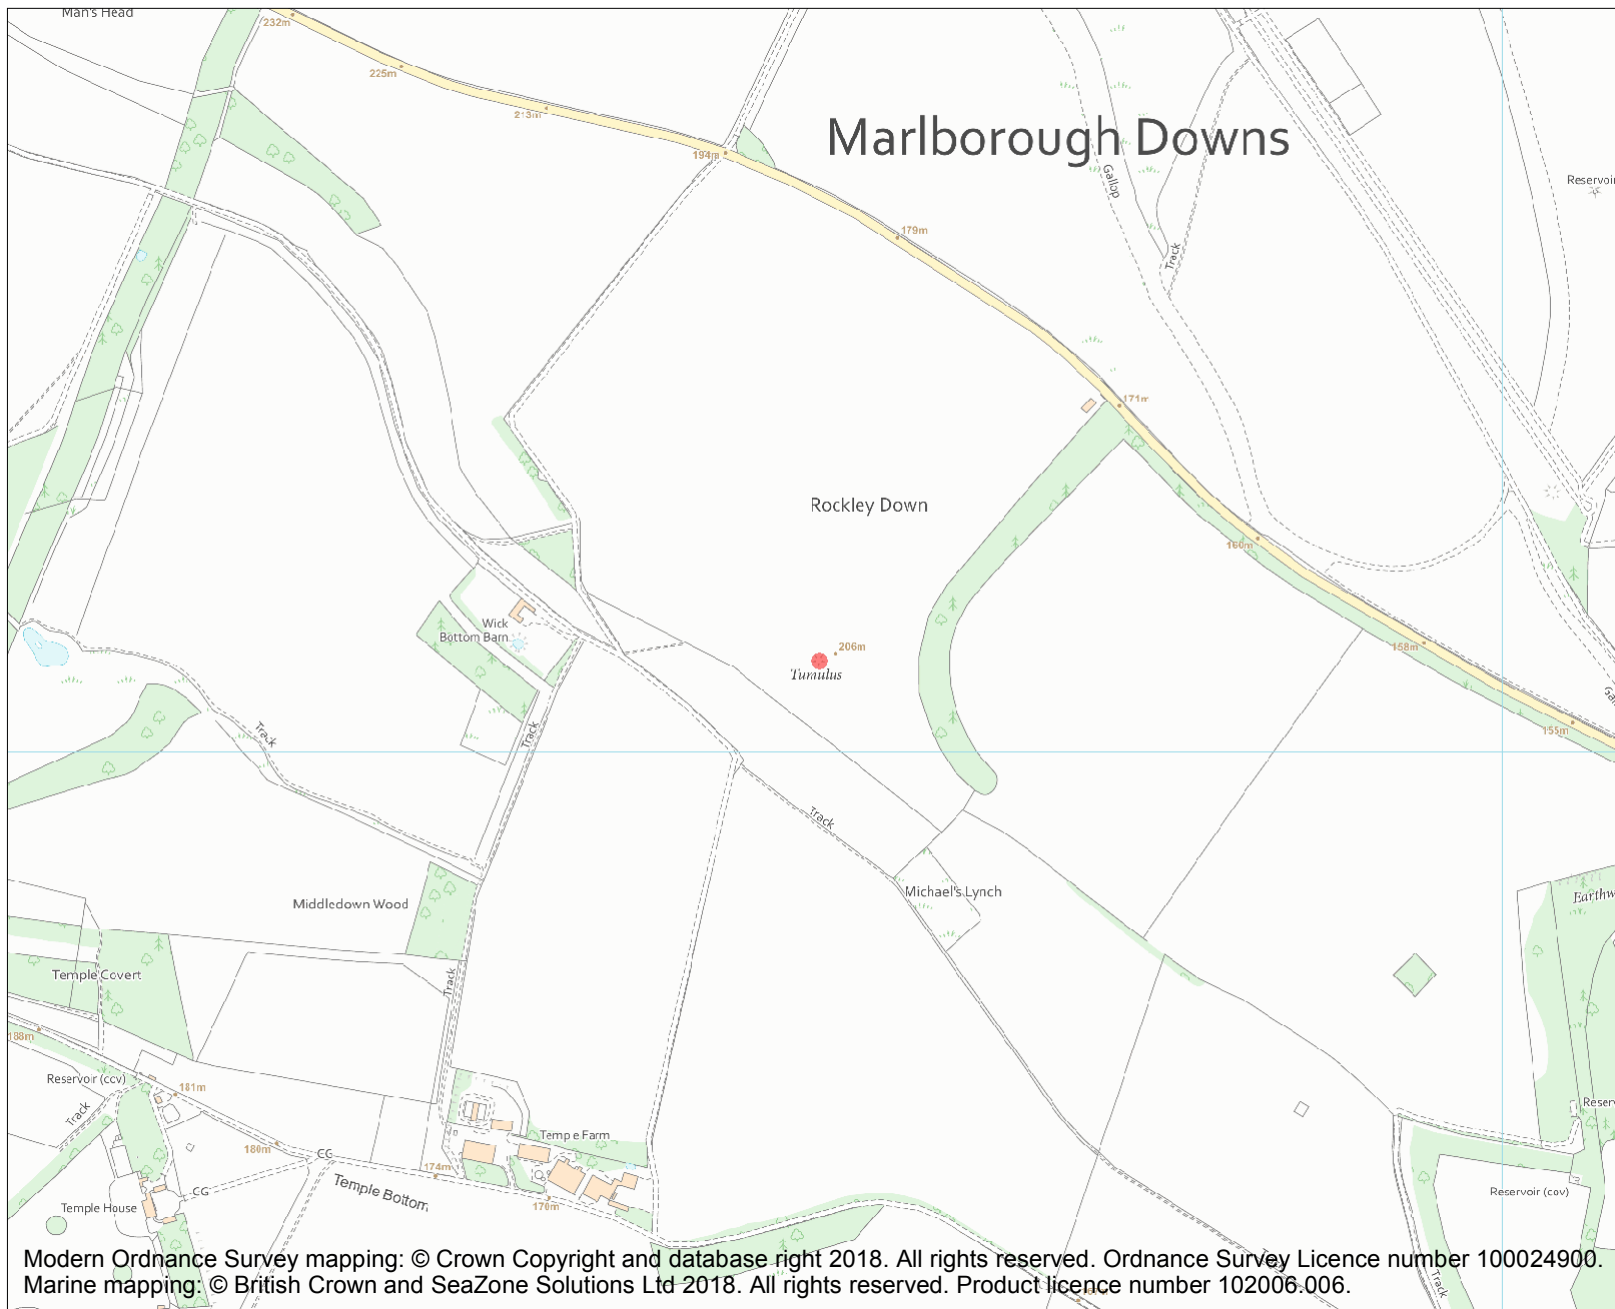 Man's Head
232m
225m
213m
Marlborough Downs
194m
Gallop
Reservoir
179m
Track
171m
Rockley Down
160m
Wick
Bottom Barn
206m
Tumulus
158m
Track
Track
155m
Track
Michael's Lynch
Middledown Wood
Earthw
Temple Covert
Track
188m
Reservoir (cov)
181m
Track
Reserv
Temple Farm
180m
CG
174m
CG
Temple Bottom
170m
Reservoir (cov)
Temple House
Track
Modern Ordnance Survey mapping: © Crown Copyright and database right 2018. All rights reserved. Ordnance Survey Licence number 100024900.
Marine mapping: © British Crown and SeaZone Solutions Ltd 2018. All rights reserved. Product licence number 102006.006.